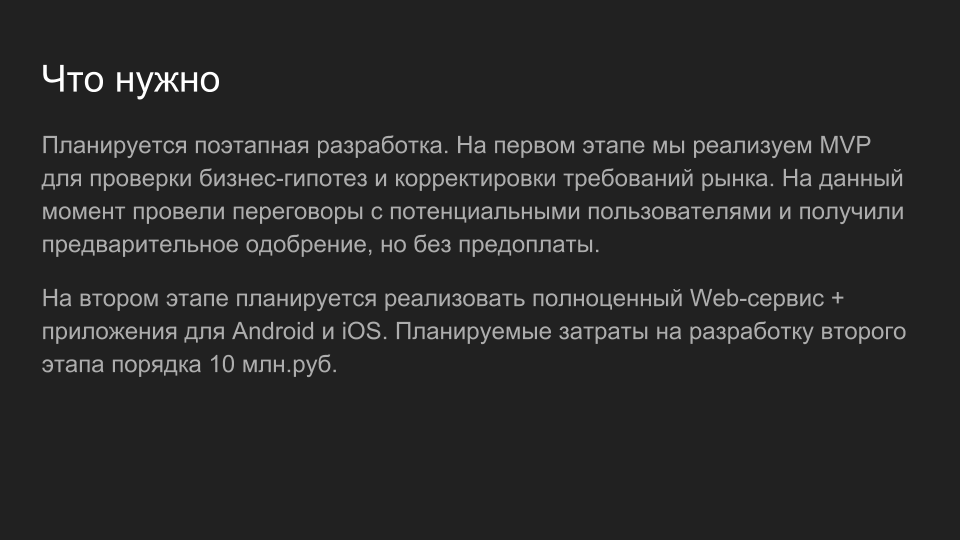 Что нужно
Планируется поэтапная разработка. На первом этапе мы реализуем MVP
для проверки бизнес-гипотез и корректировки требований рынка. На данный
момент провели переговоры с потенциальными пользователями и получили
предварительное одобрение, но без предоплаты.
На втором этапе планируется реализовать полноценный Web-сервис +
приложения для Android и iOS. Планируемые затраты на разработку второго
этапа порядка 10 млн.руб.